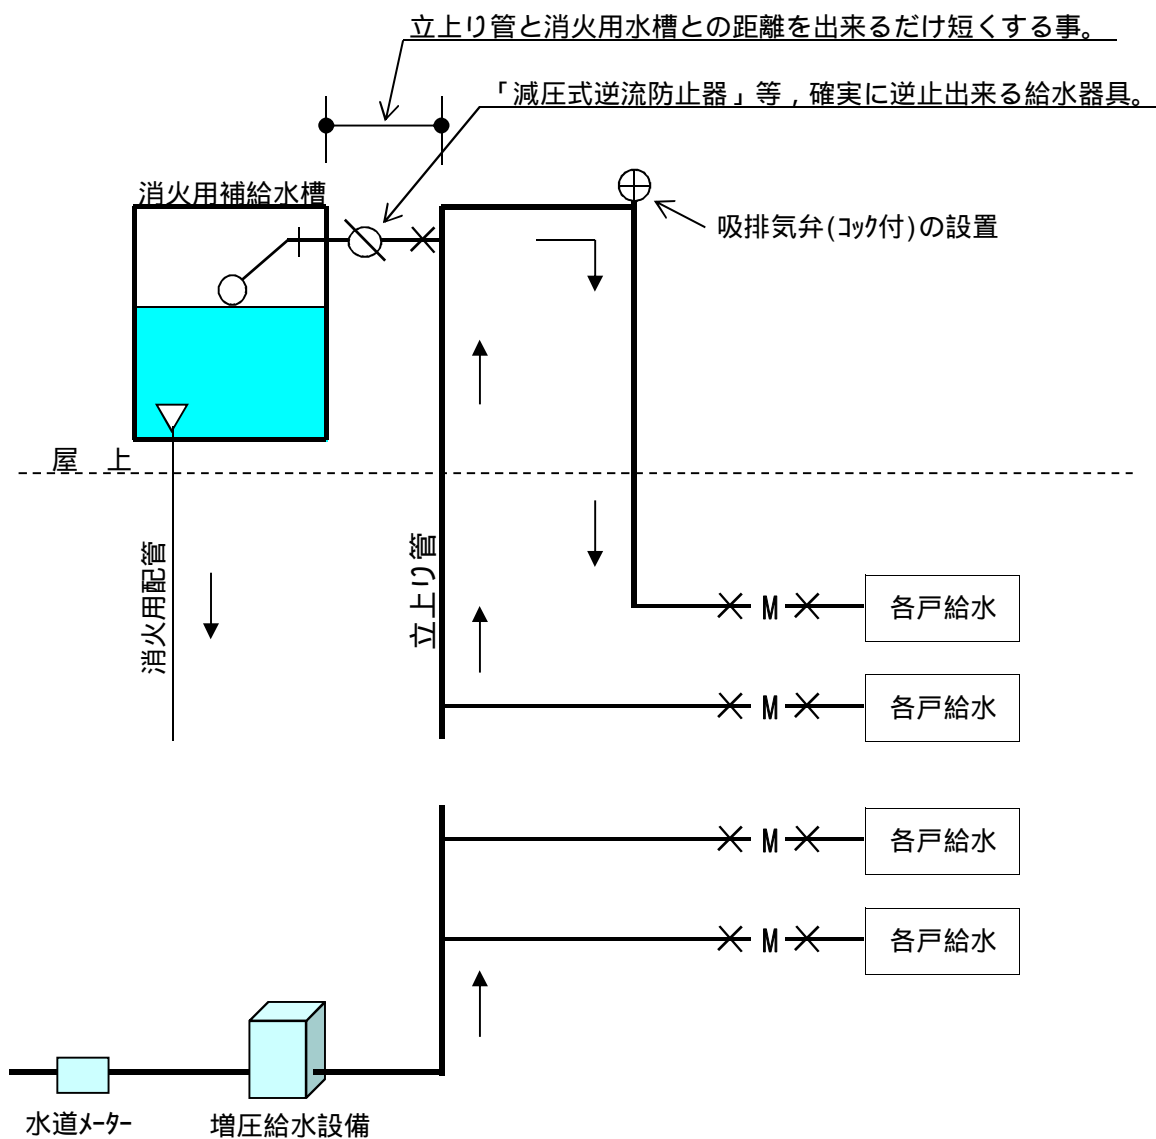 立上り管と消火用水槽との距離を出来るだけ短くする事。
「減圧式逆流防止器」等，確実に逆止出来る給水器具。
消火用補給水槽
吸排気弁(ｺｯｸ付)の設置
屋　上
消火用配管
立上り管
M
各戸給水
M
各戸給水
M
各戸給水
M
各戸給水
水道ﾒｰﾀｰ
増圧給水設備